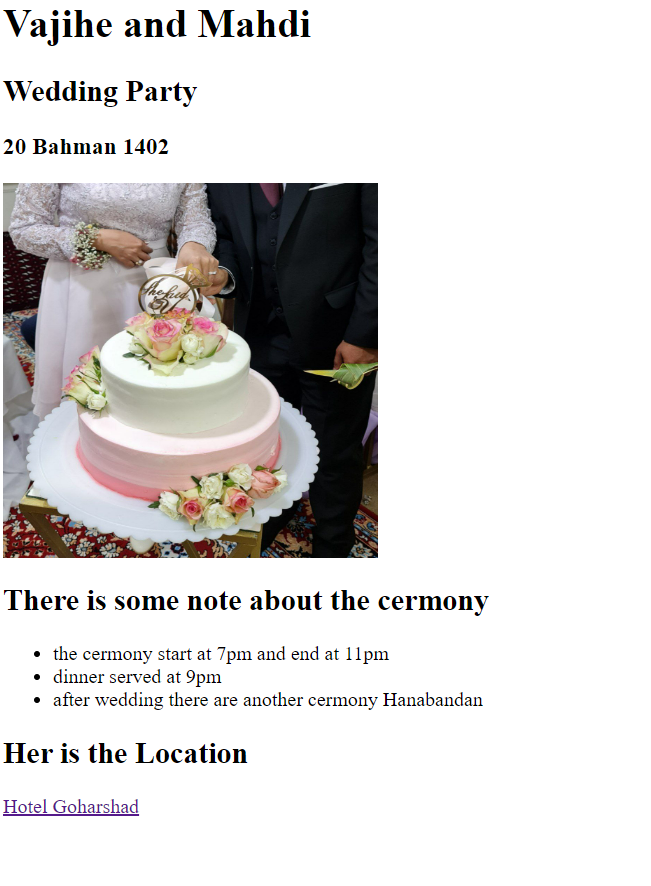 Vajihe and Mahdi
Wedding Party
20 Bahman 1402
There is some note about the cermony
the cermony start at 7pm and end at 11pm
dinner served at 9pm
after wedding there are another cermony Hanabandan
Her is the Location
Hotel Goharshad